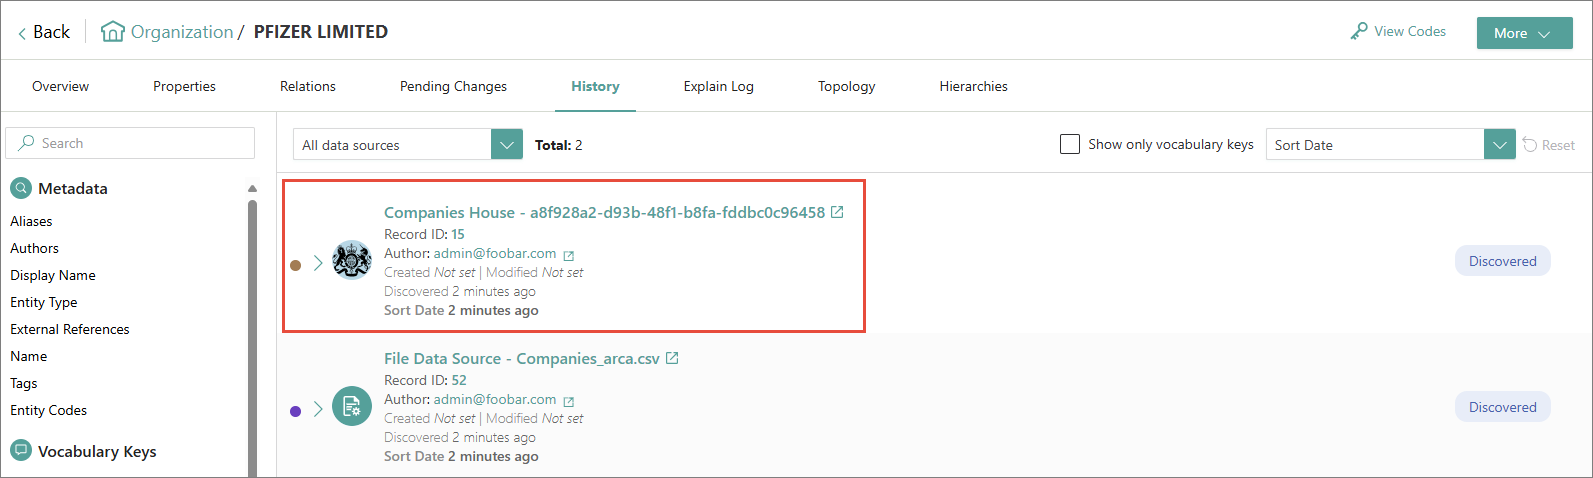 Back
Organization / PFIZER LIMITED
View Codes
More
Overview
Properties
Relations
Pending Changes
History
Explain Log
Topology
Hierarchies
Search
All data sources
Total: 2
Show only vocabulary keys
Sort Date
Reset
Metadata
Aliases
Authors
Display Name
Entity Type
External References
Name
Tags
Entity Codes
Vocabulary Keys
Companies House - a8f928a2-d93b-48f1-b8fa-fddbc0c96458
Record ID: 15
Author: admin@foobar.com
Created Not set | Modified Not set
Discovered 2 minutes ago
Sort Date 2 minutes ago
Discovered
File Data Source - Companies_arca.csv
Record ID: 52
Author: admin@foobar.com
Created Not set | Modified Not set
Discovered 2 minutes ago
Sort Date 2 minutes ago
Discovered